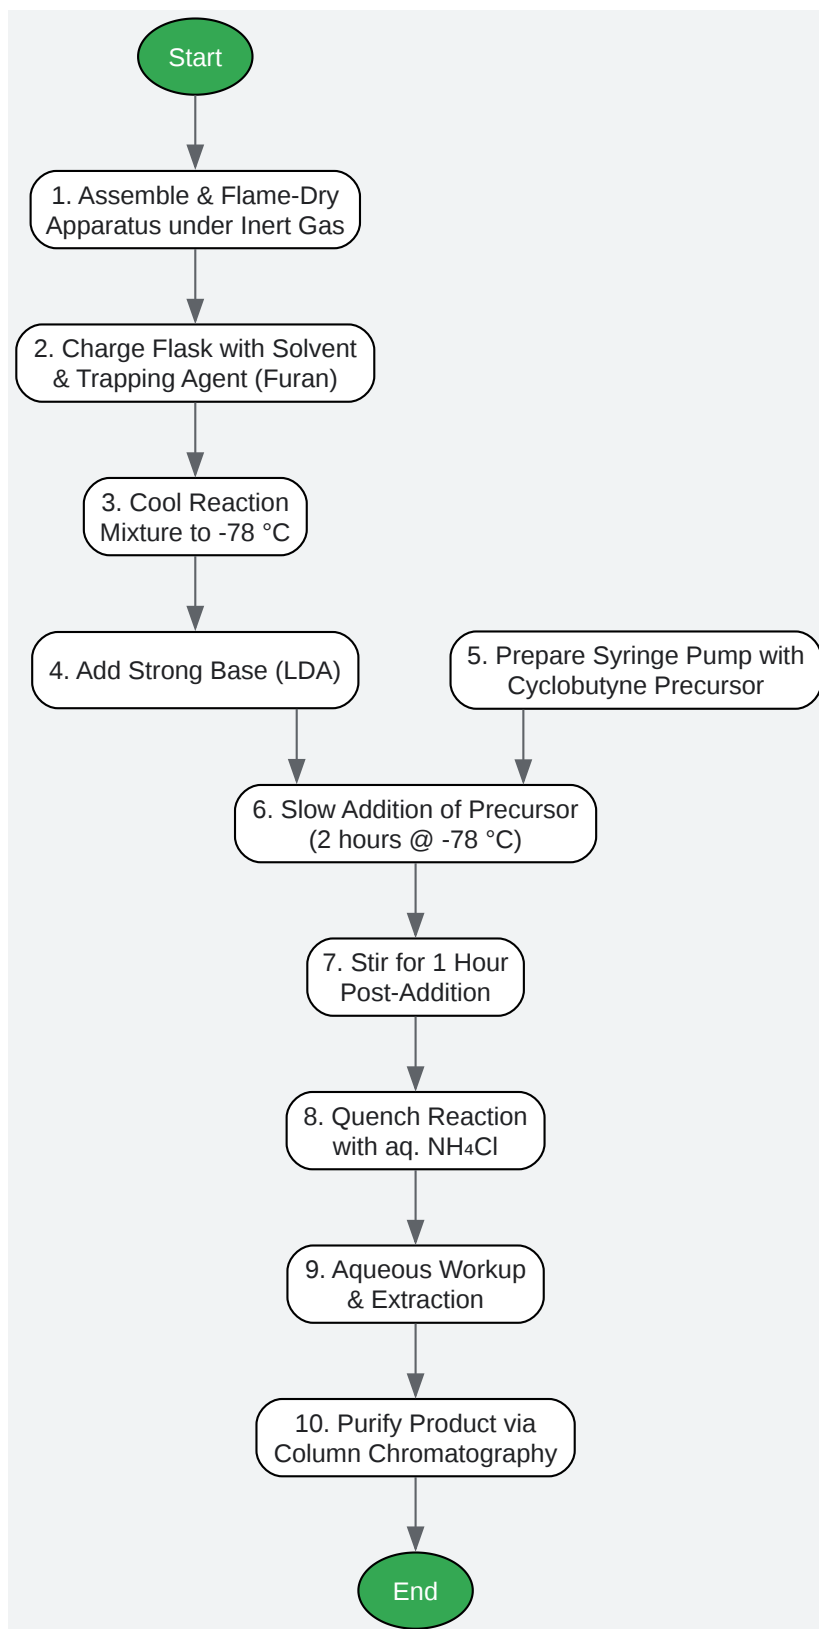 Start
1. Assemble & Flame-Dry
Apparatus under Inert Gas
2. Charge Flask with Solvent
& Trapping Agent (Furan)
3. Cool Reaction
Mixture to -78 °C
4. Add Strong Base (LDA)
5. Prepare Syringe Pump with
Cyclobutyne Precursor
6. Slow Addition of Precursor
(2 hours @ -78 °C)
7. Stir for 1 Hour
Post-Addition
8. Quench Reaction
with aq. NH₄Cl
9. Aqueous Workup
& Extraction
10. Purify Product via
Column Chromatography
End